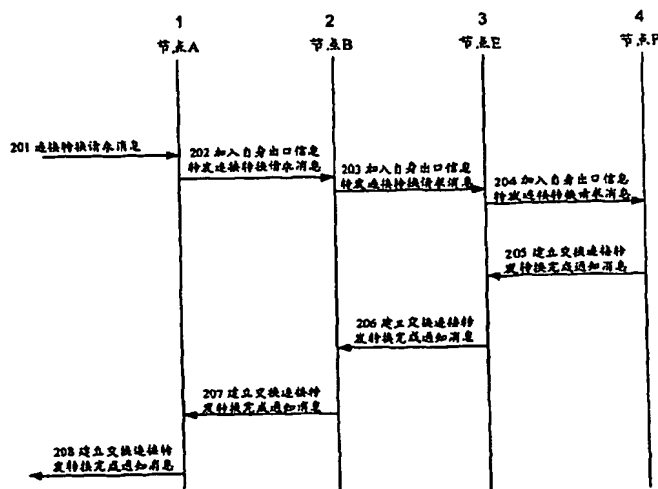 1
2
3
4
节点A
节点B
节点E
节点F
201 连接转换请求消息
202 加入自身出口信息
转发连接转换请求消息
203 加入自身出口信息
转发连接转换请求消息
204 加入自身出口信息
转发连接转换请求消息
205 建立交换连接转
发转换完成通知消息
206 建立交换连接转
发转换完成通知消息
207 建立交换连接转
发转换完成通知消息
208 建立交换连接转
发转换完成通知消息